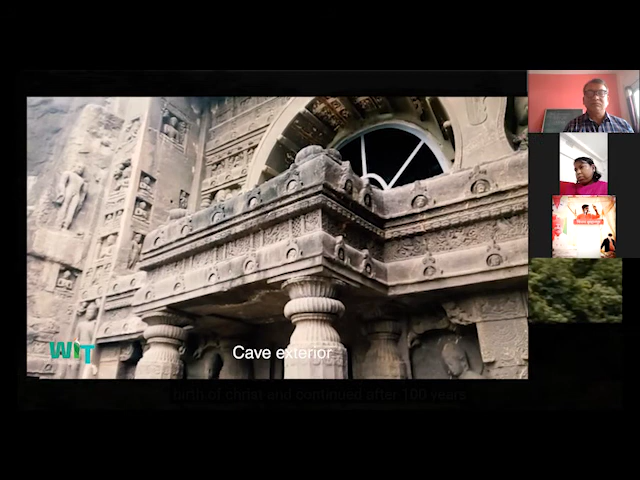 WIT
Cave exterior
birth of christ and continued after 100 years